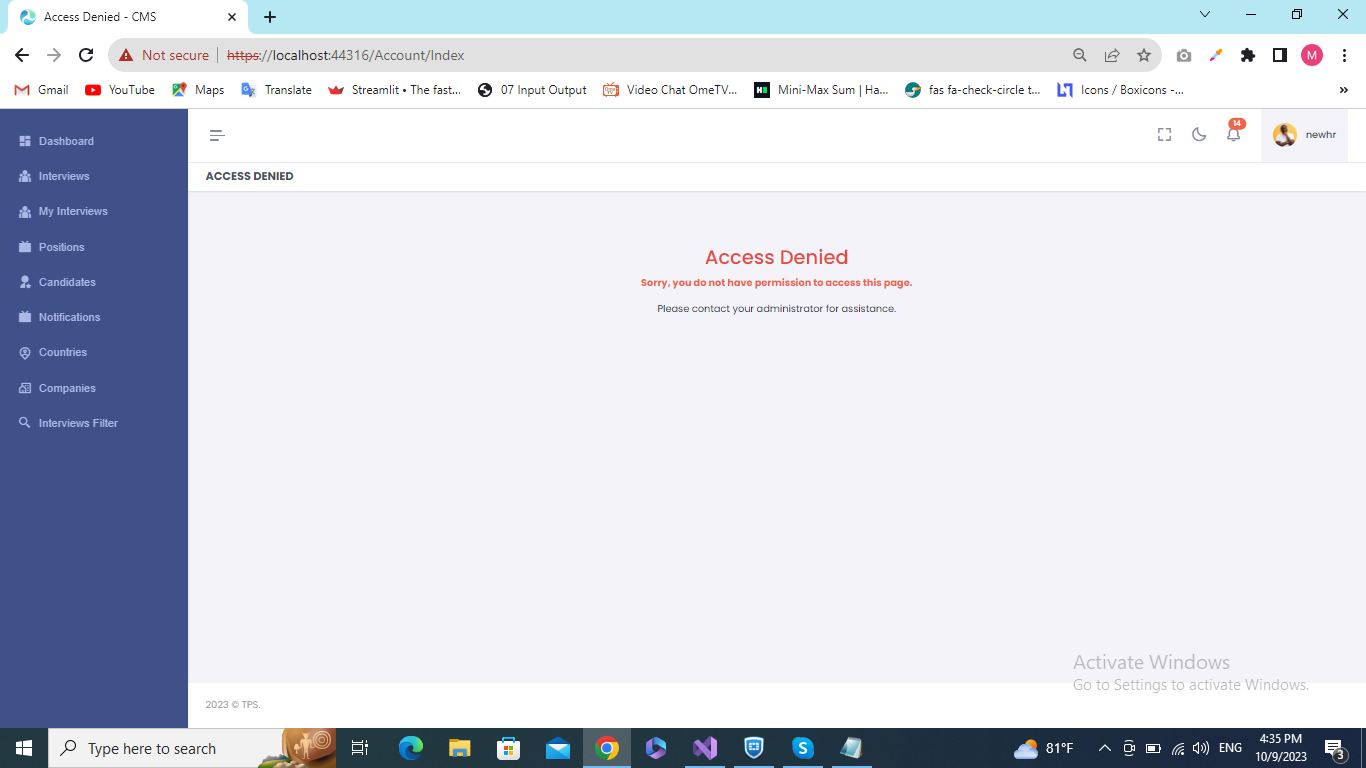 Access Denied - CMS
Not secure
https://localhost:44316/Account/Index
M
Gmail
YouTube
Maps
Translate
Streamlit • The fast...
07 Input Output
Video Chat OmeTV...
Mini-Max Sum | Ha...
fas fa-check-circle t...
Icons / Boxicons -...
»
Dashboard
Interviews
My Interviews
Positions
Candidates
Notifications
Countries
Companies
Interviews Filter
14
newhr
ACCESS DENIED
Access Denied
Sorry, you do not have permission to access this page.
Please contact your administrator for assistance.
Activate Windows
Go to Settings to activate Windows.
2023 © TPS.
Type here to search
81°F
ENG
4:35 PM
10/9/2023
3